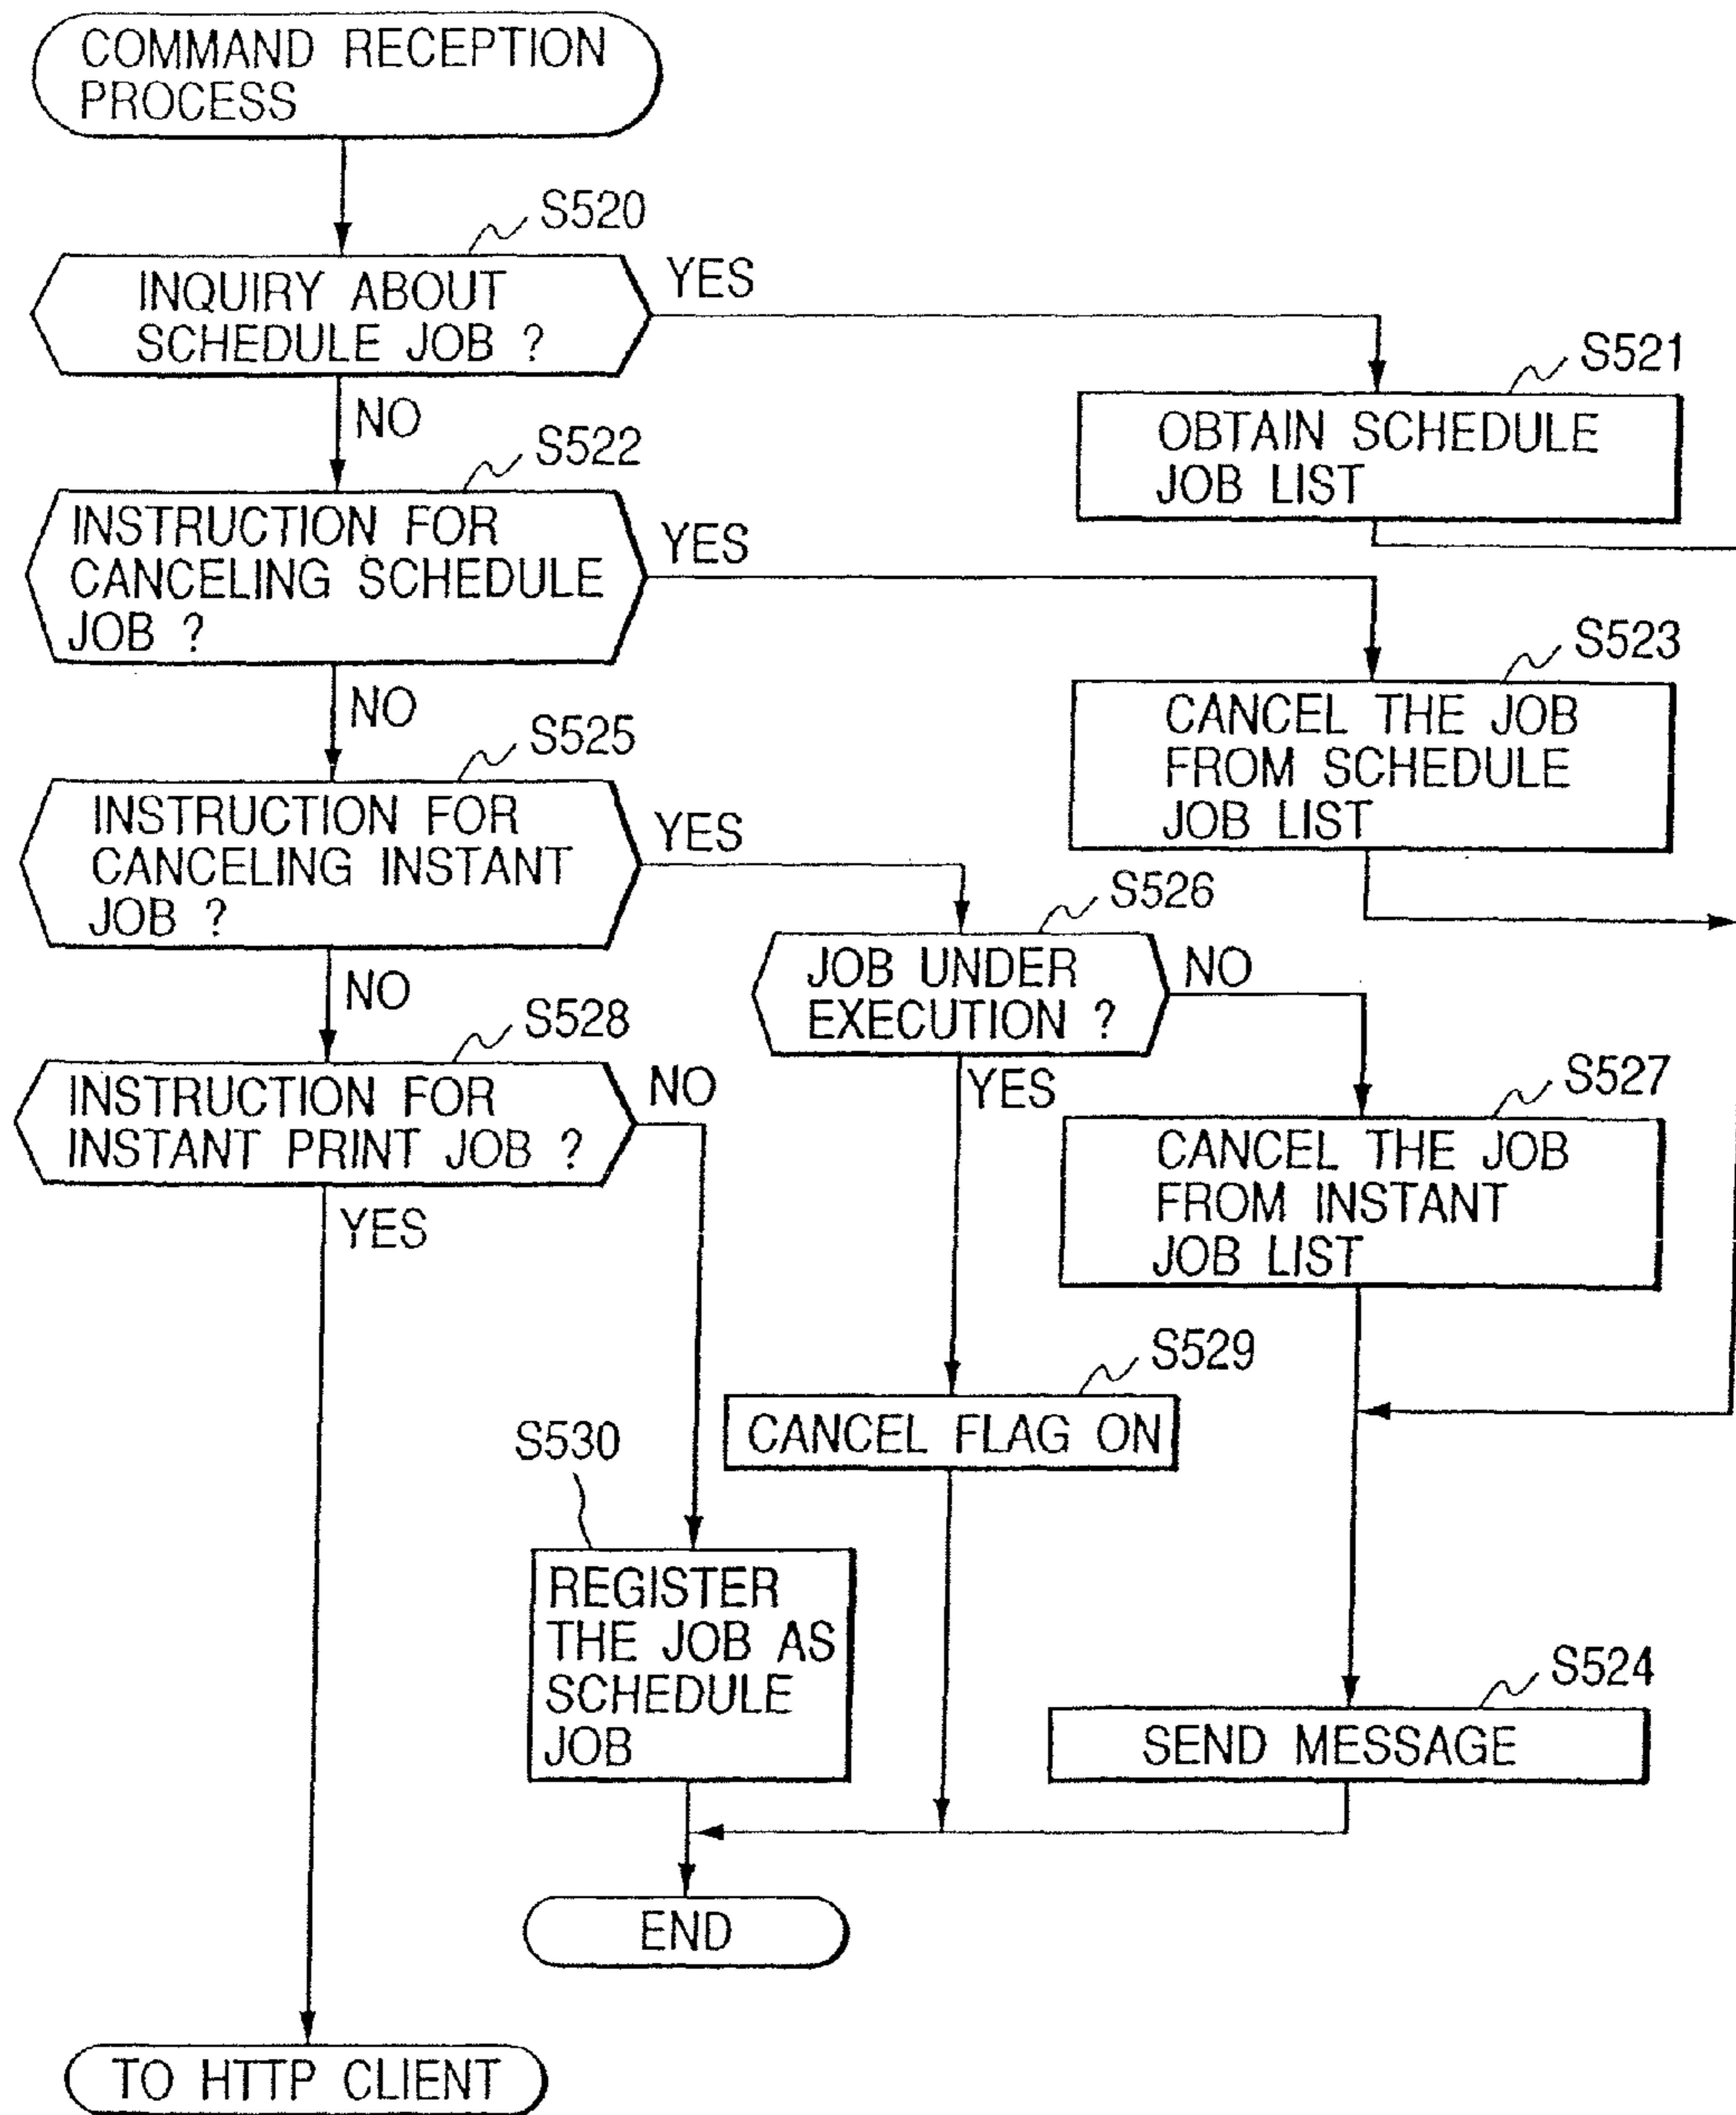 COMMAND RECEPTION
PROCESS
S520
INQUIRY ABOUT
SCHEDULE JOB ?
YES
NO
S521
OBTAIN SCHEDULE
JOB LIST
S522
INSTRUCTION FOR
CANCELING SCHEDULE
JOB ?
YES
NO
S523
CANCEL THE JOB
FROM SCHEDULE
JOB LIST
S525
INSTRUCTION FOR
CANCELING INSTANT
JOB ?
YES
NO
S526
JOB UNDER
EXECUTION ?
NO
YES
S527
CANCEL THE JOB
FROM INSTANT
JOB LIST
S528
INSTRUCTION FOR
INSTANT PRINT JOB ?
NO
YES
S529
CANCEL FLAG ON
S530
REGISTER
THE JOB AS
SCHEDULE
JOB
S524
SEND MESSAGE
END
TO HTTP CLIENT